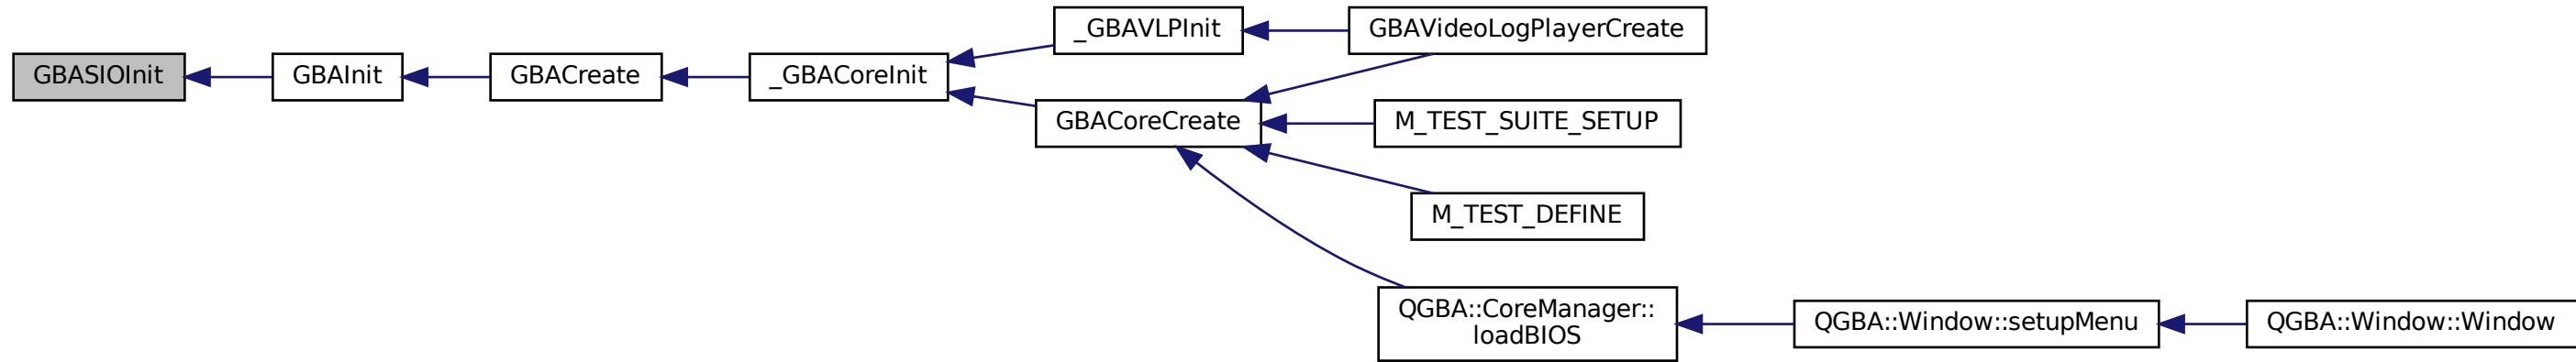 GBASIOInit
GBAInit
GBACreate
_GBACoreInit
_GBAVLPInit
GBAVideoLogPlayerCreate
GBACoreCreate
M_TEST_SUITE_SETUP
M_TEST_DEFINE
QGBA::CoreManager::
loadBIOS
QGBA::Window::setupMenu
QGBA::Window::Window